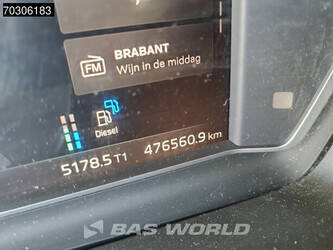 70306183
BRABANT
FM
Wijn in de middag
Diesel
5178.5 T1 476560.9 km
BAS WORLD